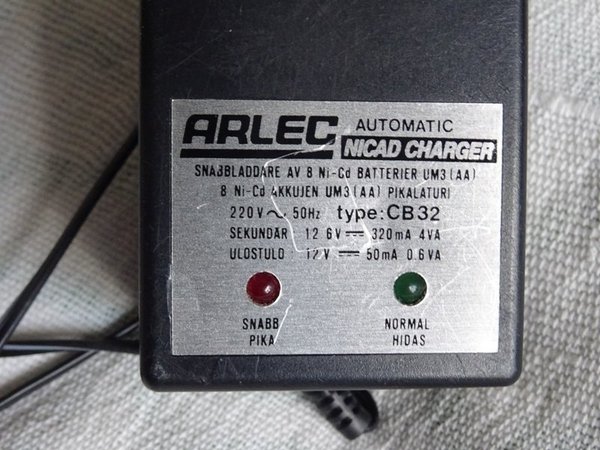 ARLEC AUTOMATIC
NICAD CHARGER
SNABBLADDARE AV 8 Ni-Cd BATTERIER UM3 (AA)
8 Ni-Cd AKKUJEN UM3 (AA) PIKALATURI
220V ~ 50Hz type: CB32
SEKUNDÄR 12.6V ⎓ 320mA 4VA
ULOSTULO 12V ⎓ 50mA 0.6VA
SNABB NORMAL
PIKA HIDAS